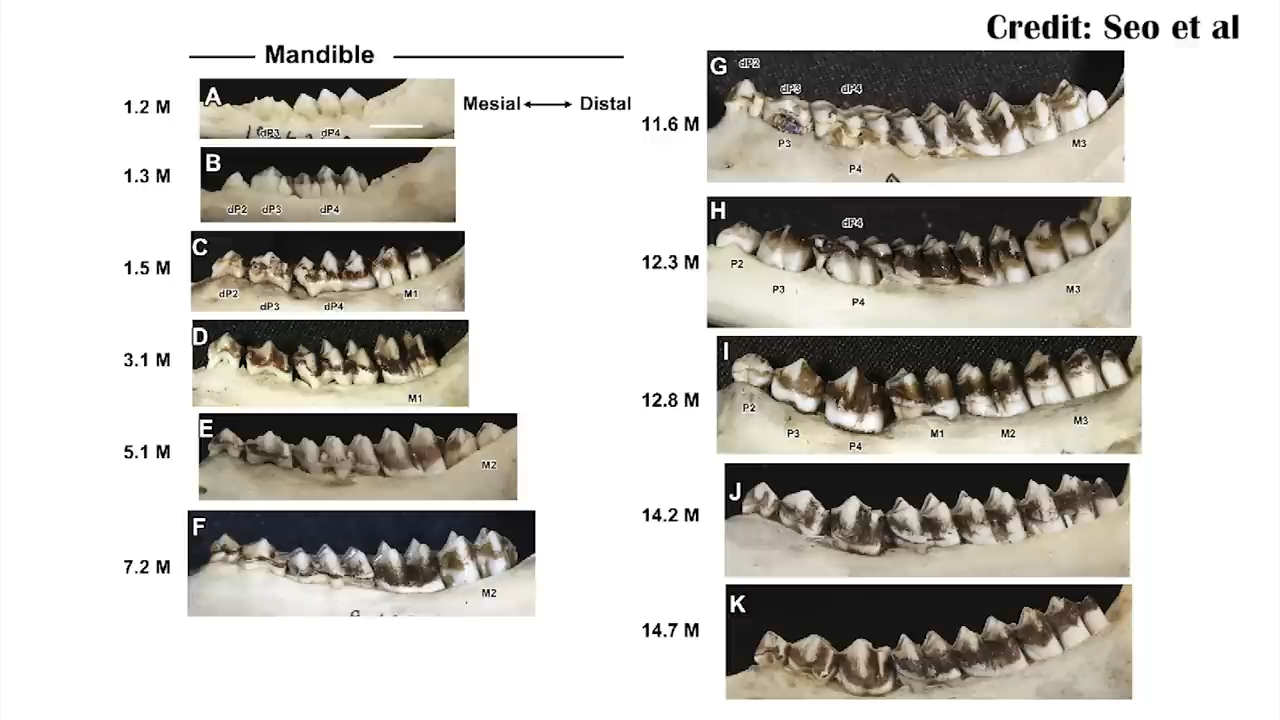 Credit: Seo et al
Mandible
Mesial ↔ Distal
1.2 M
A
dP3 dP4
1.3 M
B
dP2 dP3 dP4
1.5 M
C
dP2 dP3 dP4 M1
3.1 M
D
M1
5.1 M
E
M2
7.2 M
F
M2
11.6 M
G
dP2 dP3 dP4
P3 P4 M3
12.3 M
H
dP4
P2 P3 P4 M3
12.8 M
I
P2 P3 P4 M1 M2 M3
14.2 M
J
14.7 M
K